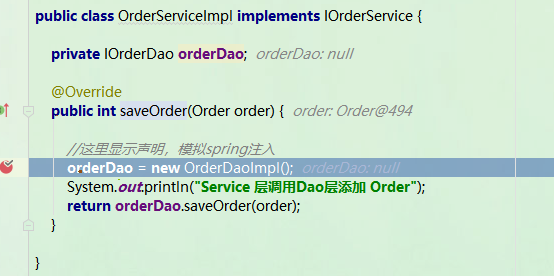 public class OrderServiceImpl implements IOrderService {
private IOrderDao orderDao; orderDao: null
@Override
public int saveOrder(Order order) { order: Order@494
//这里显示声明，模拟spring注入
orderDao = new OrderDaoImpl(); orderDao: null
System.out.println("Service 层调用Dao层添加 Order");
return orderDao.saveOrder(order);
}
}